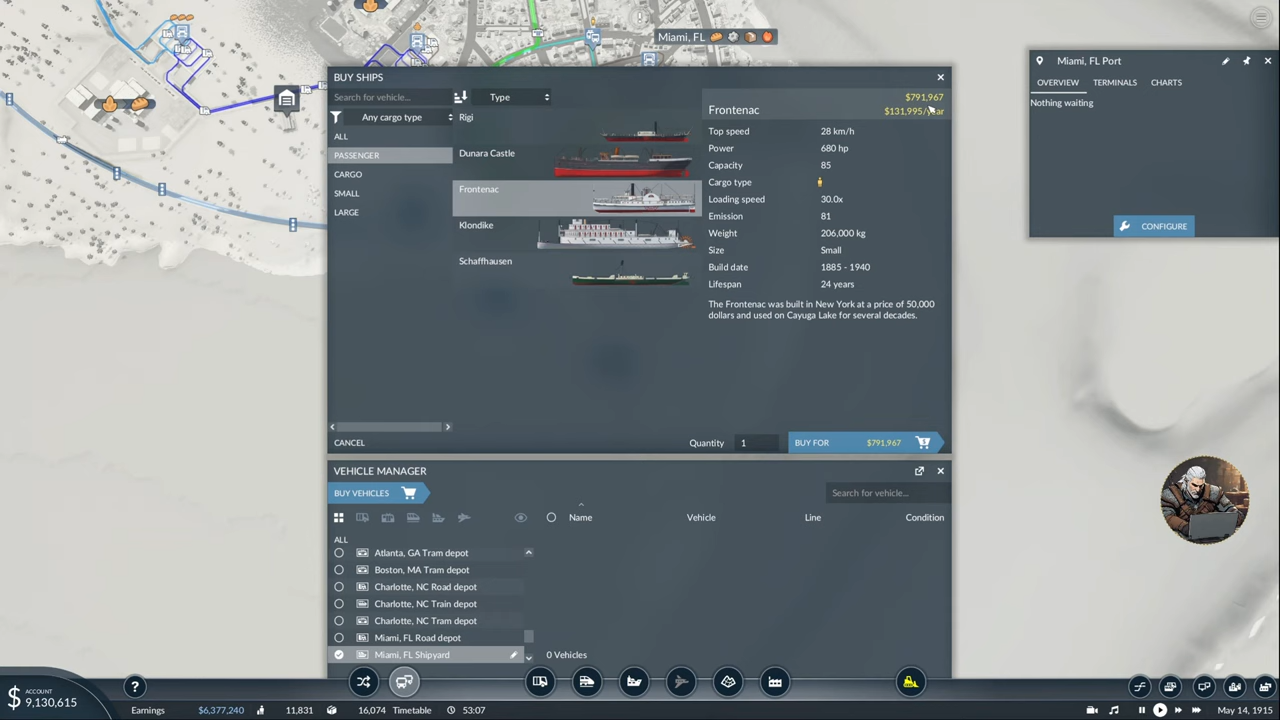 Miami, FL
BUY SHIPS
Search for vehicle...
Type
Any cargo type
ALL
PASSENGER
CARGO
SMALL
LARGE
Rigi
Dunara Castle
Frontenac
Klondike
Schaffhausen
$791,967
Frontenac
$131,995/year
Top speed 28 km/h
Power 680 hp
Capacity 85
Cargo type
Loading speed 30.0x
Emission 81
Weight 206,000 kg
Size Small
Build date 1885 - 1940
Lifespan 24 years
The Frontenac was built in New York at a price of 50,000
dollars and used on Cayuga Lake for several decades.
CANCEL
Quantity 1
BUY FOR $791,967
Miami, FL Port
OVERVIEW TERMINALS CHARTS
Nothing waiting
CONFIGURE
VEHICLE MANAGER
BUY VEHICLES
Search for vehicle...
Name Vehicle Line Condition
ALL
Atlanta, GA Tram depot
Boston, MA Tram depot
Charlotte, NC Road depot
Charlotte, NC Train depot
Charlotte, NC Tram depot
Miami, FL Road depot
Miami, FL Shipyard
0 Vehicles
$ ACCOUNT
9,130,615
?
Earnings $6,377,240 11,831 16,074 Timetable 53:07
May 14, 1915